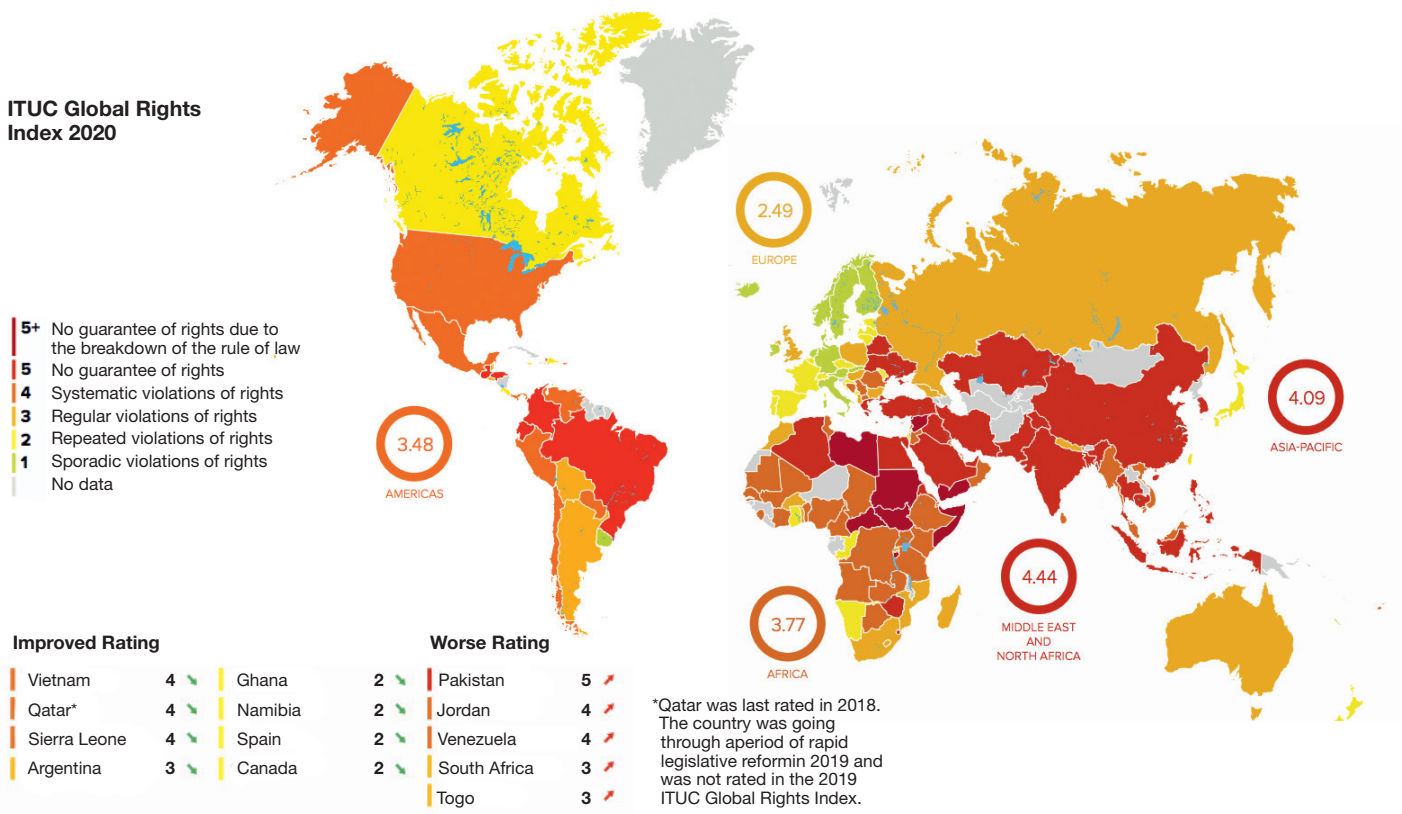 ITUC Global Rights
Index 2020
2.49
EUROPE
5+ No guarantee of rights due to
the breakdown of the rule of law
5 No guarantee of rights
4 Systematic violations of rights
3 Regular violations of rights
2 Repeated violations of rights
1 Sporadic violations of rights
No data
3.48
AMERICAS
4.09
ASIA-PACIFIC
4.44
MIDDLE EAST
AND
NORTH AFRICA
3.77
AFRICA
Improved Rating
Vietnam 4
Qatar* 4
Sierra Leone 4
Argentina 3
Ghana 2
Namibia 2
Spain 2
Canada 2
Worse Rating
Pakistan 5
Jordan 4
Venezuela 4
South Africa 3
Togo 3
*Qatar was last rated in 2018.
The country was going
through aperiod of rapid
legislative reformin 2019 and
was not rated in the 2019
ITUC Global Rights Index.